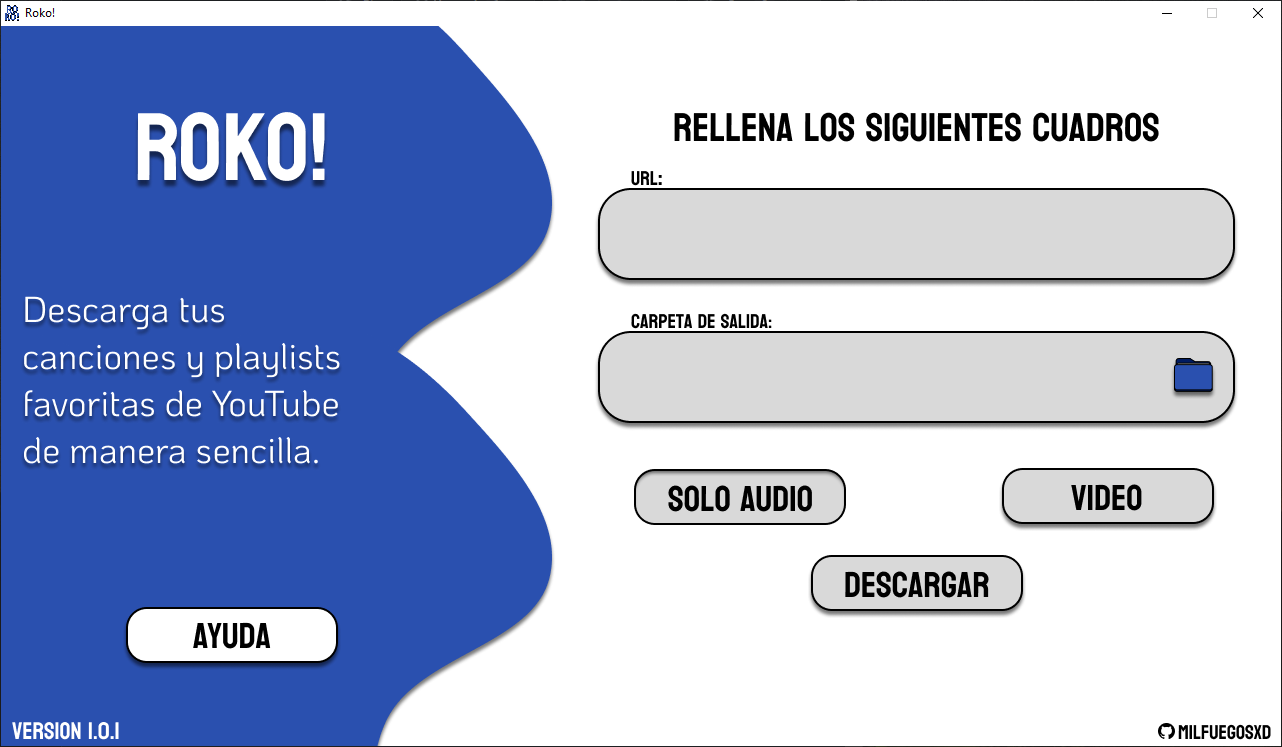 Roko!
ROKO!
Descarga tus
canciones y playlists
favoritas de YouTube
de manera sencilla.
AYUDA
VERSION 1.0.1
RELLENA LOS SIGUIENTES CUADROS
URL:
CARPETA DE SALIDA:
SOLO AUDIO
VIDEO
DESCARGAR
MILFUEGOSXD